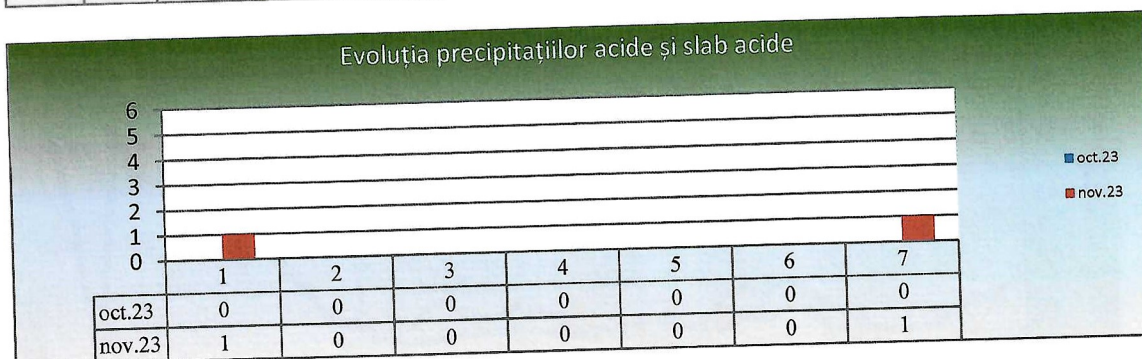 Evoluția precipitațiilor acide și slab acide
6
5
4
3
2
1
0
oct.23
nov.23
1 2 3 4 5 6 7
oct.23 0 0 0 0 0 0 0
nov.23 1 0 0 0 0 0 1